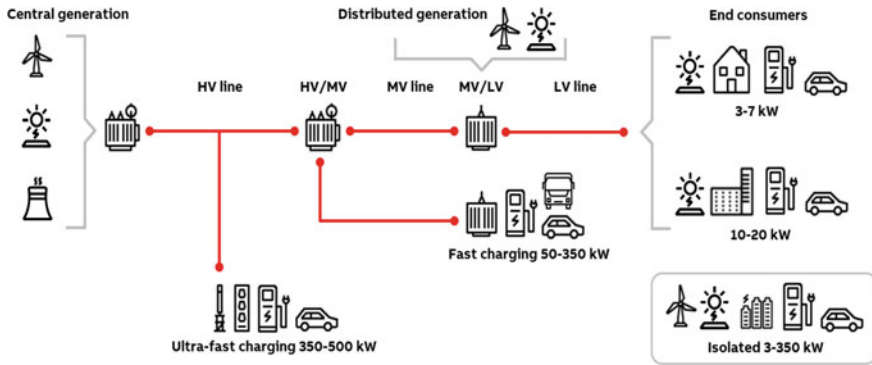 Central generation
Distributed generation
End consumers
HV line
HV/MV
MV line
MV/LV
LV line
3-7 kW
10-20 kW
Fast charging 50-350 kW
Ultra-fast charging 350-500 kW
Isolated 3-350 kW